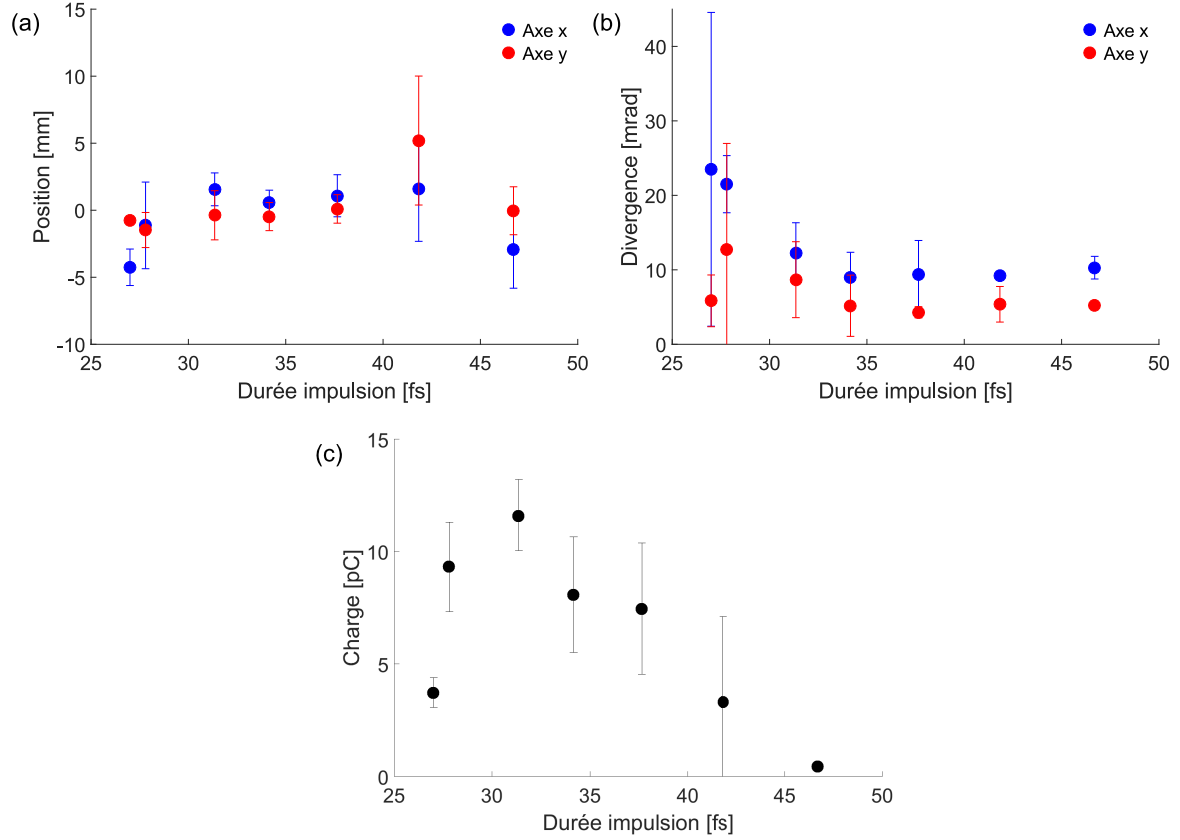 (a)
Axe x
Axe y
Position [mm]
15
10
5
0
-5
-10
25
30
35
40
45
50
Durée impulsion [fs]
(b)
Axe x
Axe y
Divergence [mrad]
40
30
20
10
0
25
30
35
40
45
50
Durée impulsion [fs]
(c)
Charge [pC]
15
10
5
0
25
30
35
40
45
50
Durée impulsion [fs]